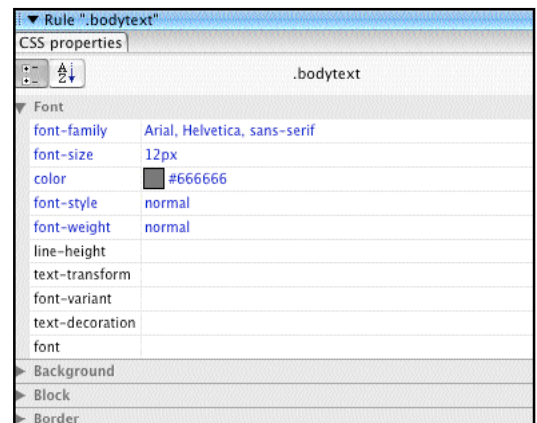 Rule ".bodytext"
CSS properties
A Z .bodytext
Font
font-family Arial, Helvetica, sans-serif
font-size 12px
color #666666
font-style normal
font-weight normal
line-height
text-transform
font-variant
text-decoration
font
Background
Block
Border